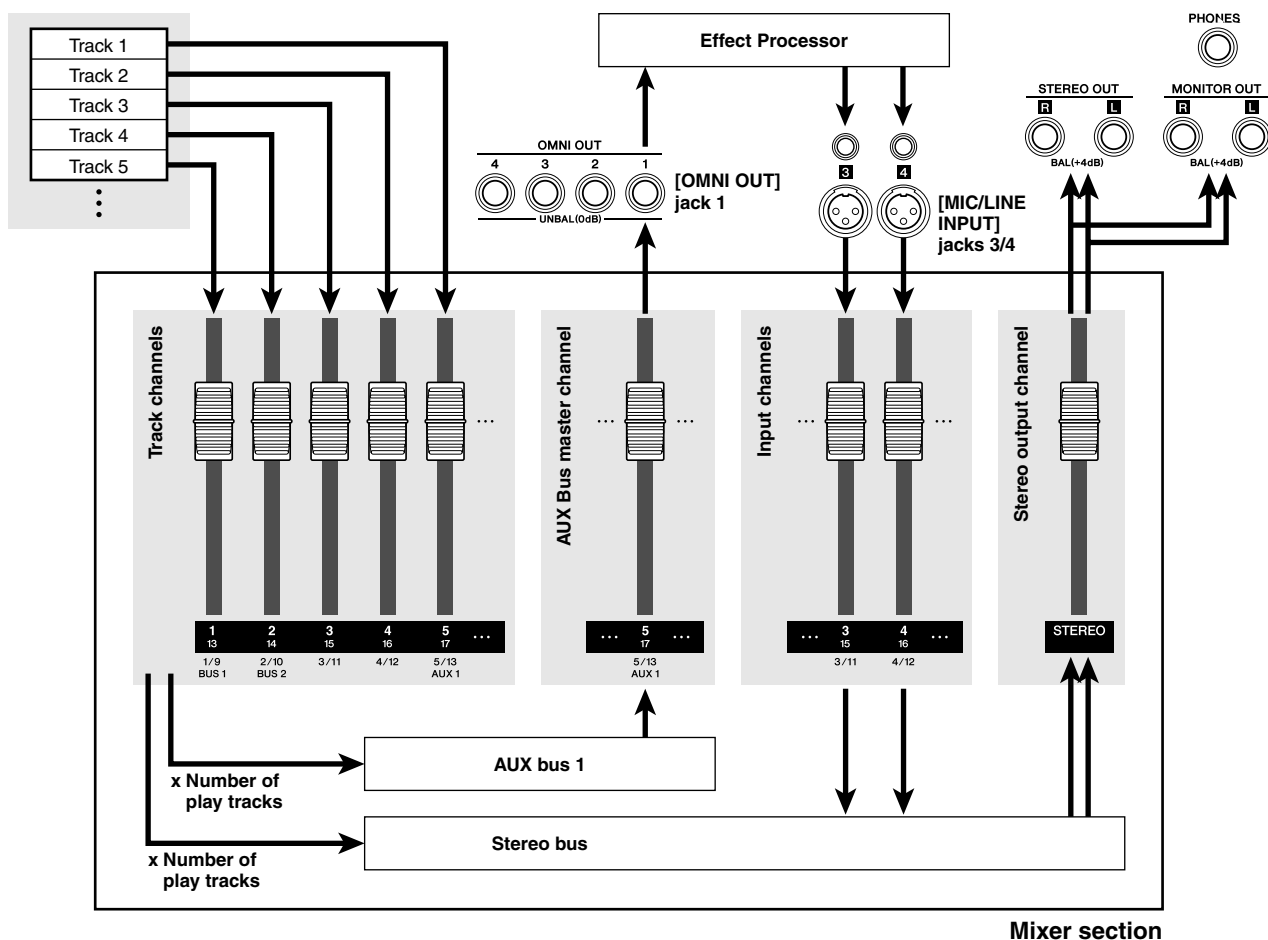 Track 1
Track 2
Track 3
Track 4
Track 5
Effect Processor
PHONES
STEREO OUT
R
L
BAL(+4dB)
MONITOR OUT
R
L
BAL(+4dB)
OMNI OUT
4 3 2 1
UNBAL(0dB)
[OMNI OUT]
jack 1
3
4
[MIC/LINE
INPUT]
jacks 3/4
Track channels
AUX Bus master channel
Input channels
Stereo output channel
... ... ... ... ...
1 2 3 4 5 ...
13 14 15 16 17
1/9 2/10 3/11 4/12 5/13
BUS 1 BUS 2 AUX 1
... 5 ...
17
5/13
AUX 1
... 3 4 ...
15 16
3/11 4/12
STEREO
x Number of
play tracks
AUX bus 1
x Number of
play tracks
Stereo bus
Mixer section